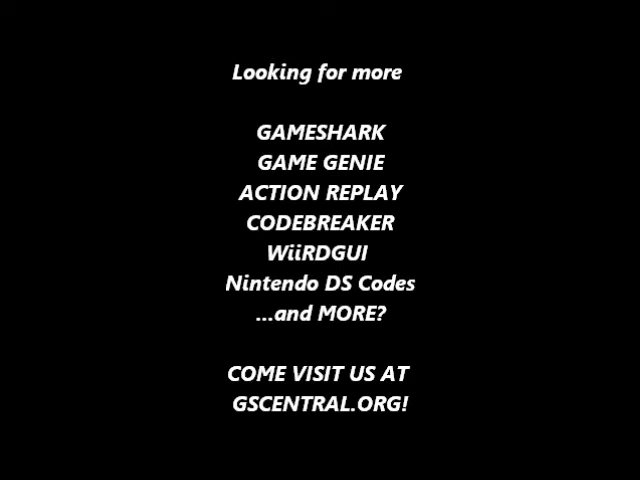 Looking for more
GAMESHARK
GAME GENIE
ACTION REPLAY
CODEBREAKER
WiiRDGUI
Nintendo DS Codes
...and MORE?
COME VISIT US AT
GSCENTRAL.ORG!